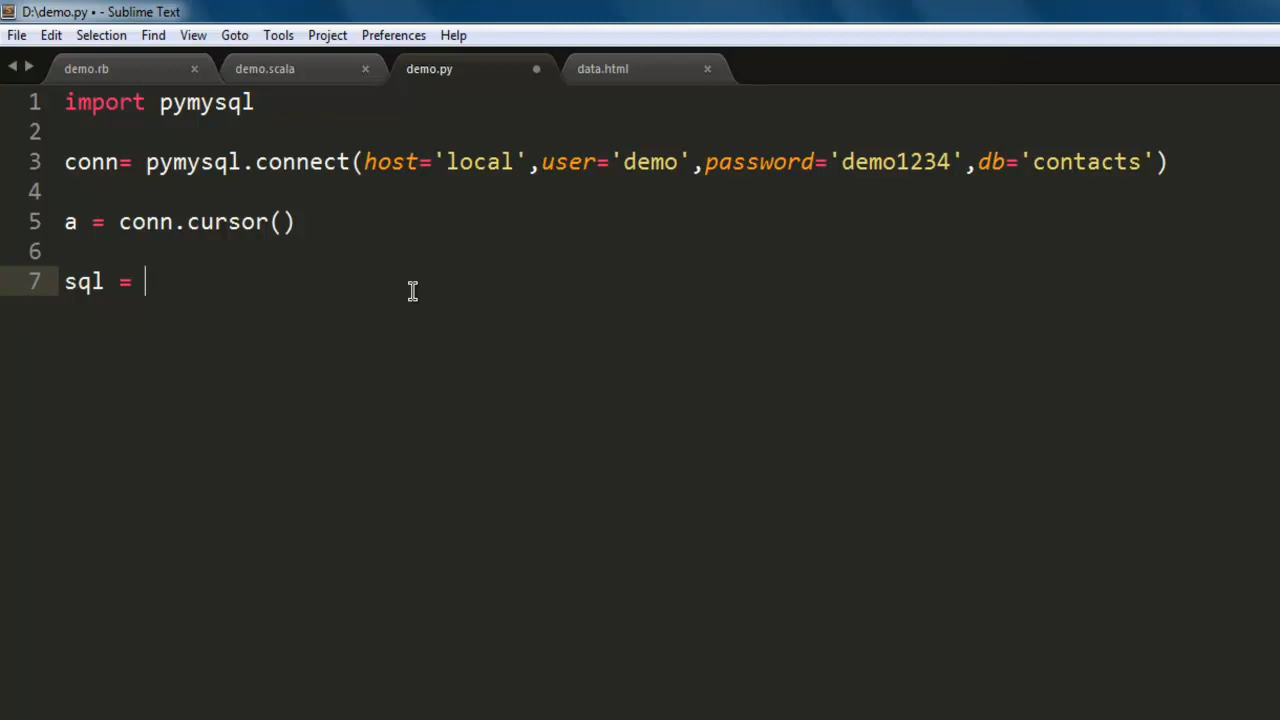 D:\demo.py • - Sublime Text
File Edit Selection Find View Goto Tools Project Preferences Help
demo.rb demo.scala demo.py data.html
1 import pymysql
2
3 conn= pymysql.connect(host='local',user='demo',password='demo1234',db='contacts')
4
5 a = conn.cursor()
6
7 sql =